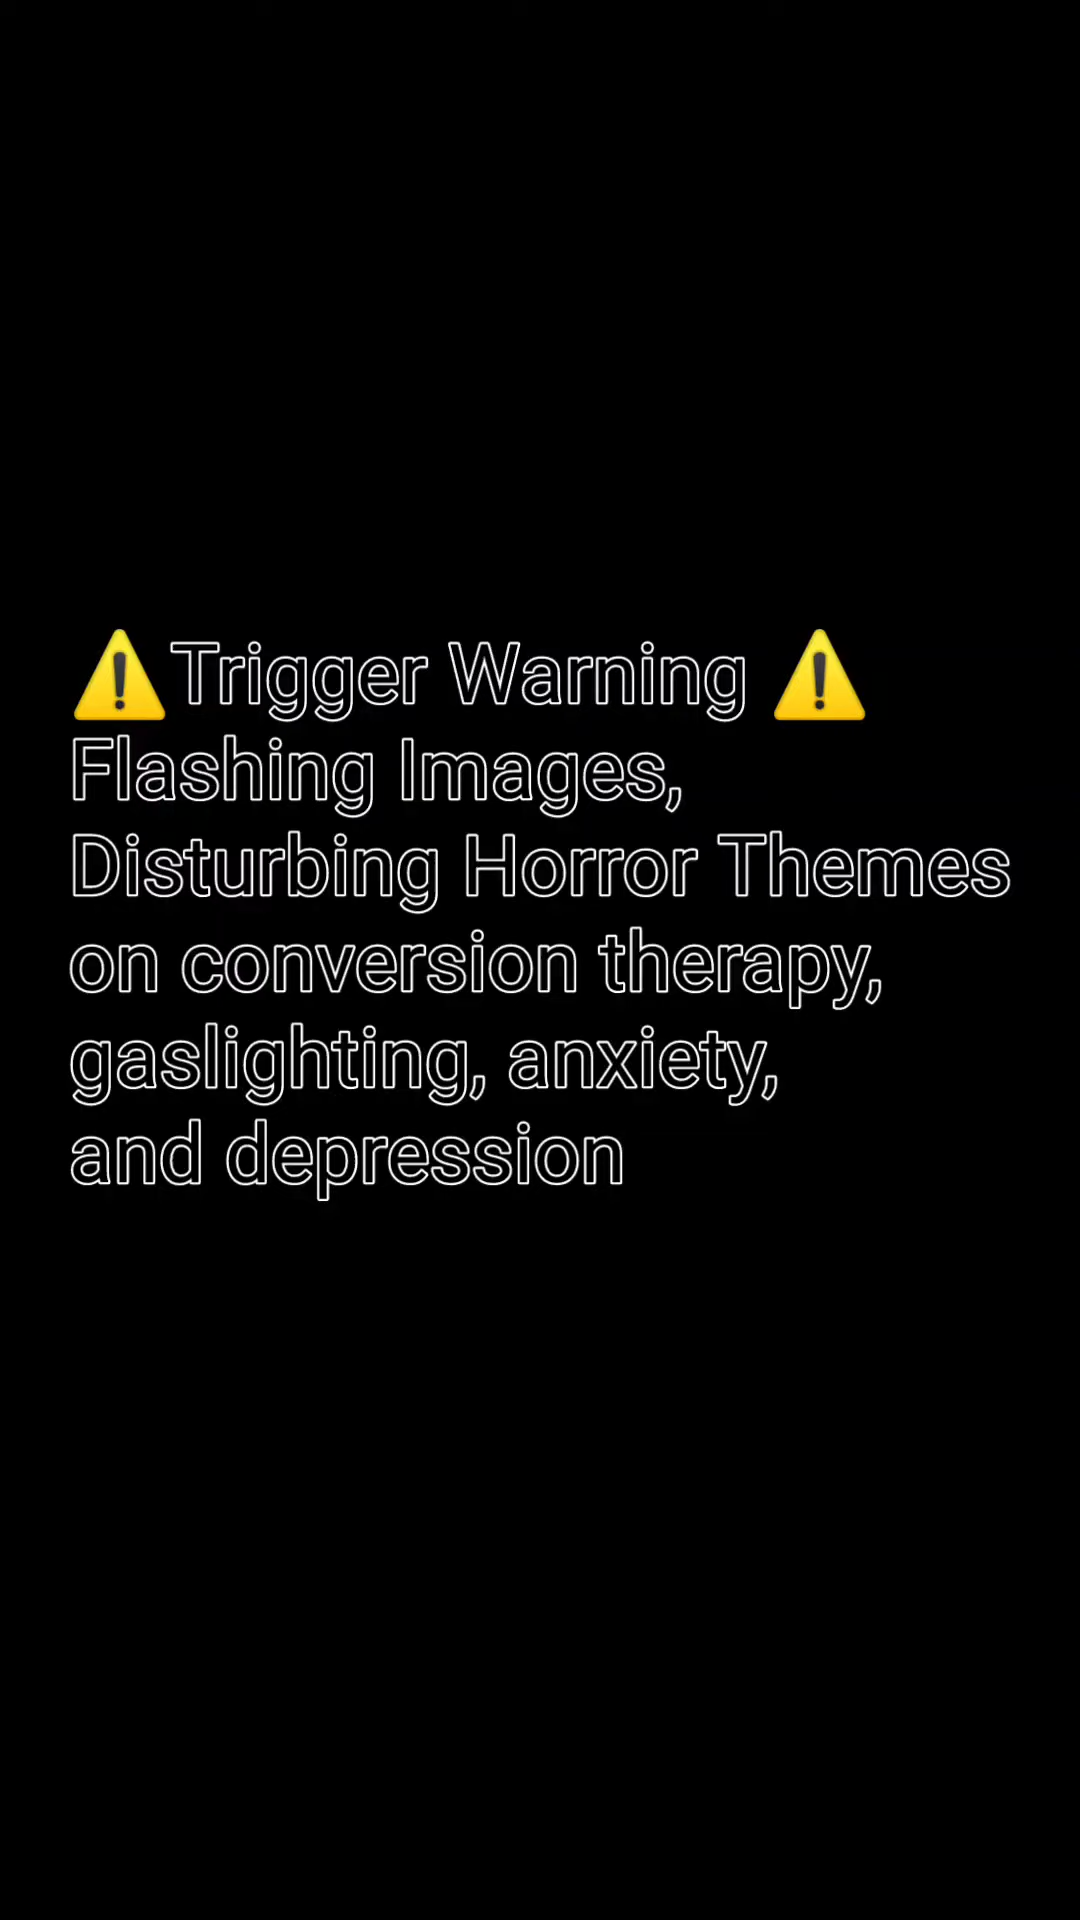 ⚠️Trigger Warning ⚠️
Flashing Images,
Disturbing Horror Themes
on conversion therapy,
gaslighting, anxiety,
and depression